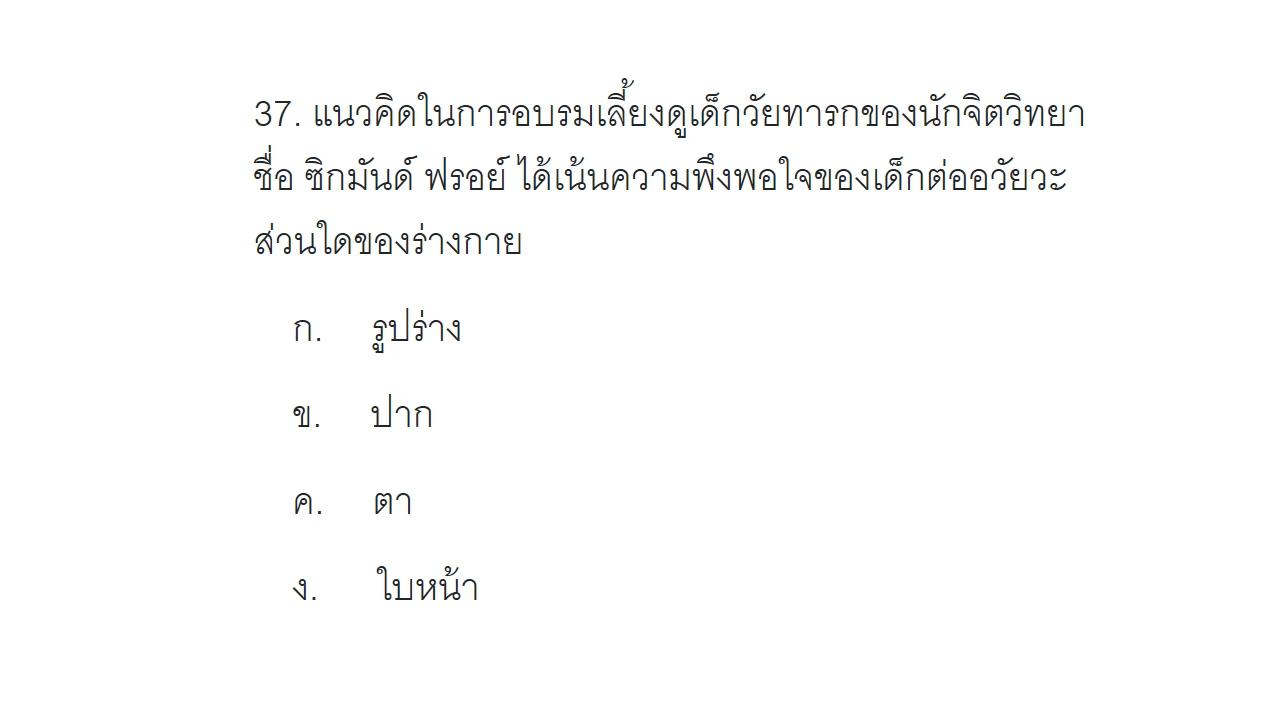 37. แนวคิดในการอบรมเลี้ยงดูเด็กวัยทารกของนักจิตวิทยา
ชื่อ ซิกมันด์ ฟรอย์ ได้เน้นความพึงพอใจของเด็กต่ออวัยวะ
ส่วนใดของร่างกาย
ก. รูปร่าง
ข. ปาก
ค. ตา
ง. ใบหน้า